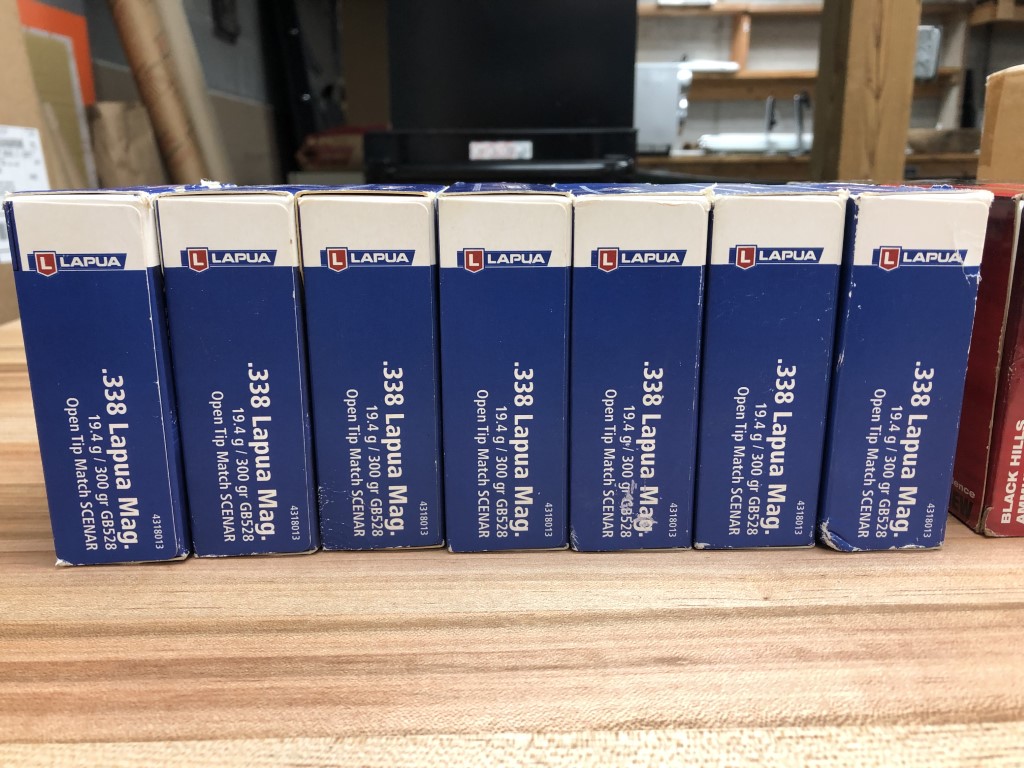 L LAPUA
.338 Lapua Mag.
19.4 g / 300 gr GB528
Open Tip Match SCENAR
4318013
L LAPUA
.338 Lapua Mag.
19.4 g / 300 gr GB528
Open Tip Match SCENAR
4318013
L LAPUA
.338 Lapua Mag.
19.4 g / 300 gr GB528
Open Tip Match SCENAR
4318013
L LAPUA
.338 Lapua Mag.
19.4 g / 300 gr GB528
Open Tip Match SCENAR
4318013
L LAPUA
.338 Lapua Mag.
19.4 g / 300 gr GB528
Open Tip Match SCENAR
4318013
L LAPUA
.338 Lapua Mag.
19.4 g / 300 gr GB528
Open Tip Match SCENAR
4318013
L LAPUA
.338 Lapua Mag.
19.4 g / 300 gr GB528
Open Tip Match SCENAR
4318013
BLACK HILLS